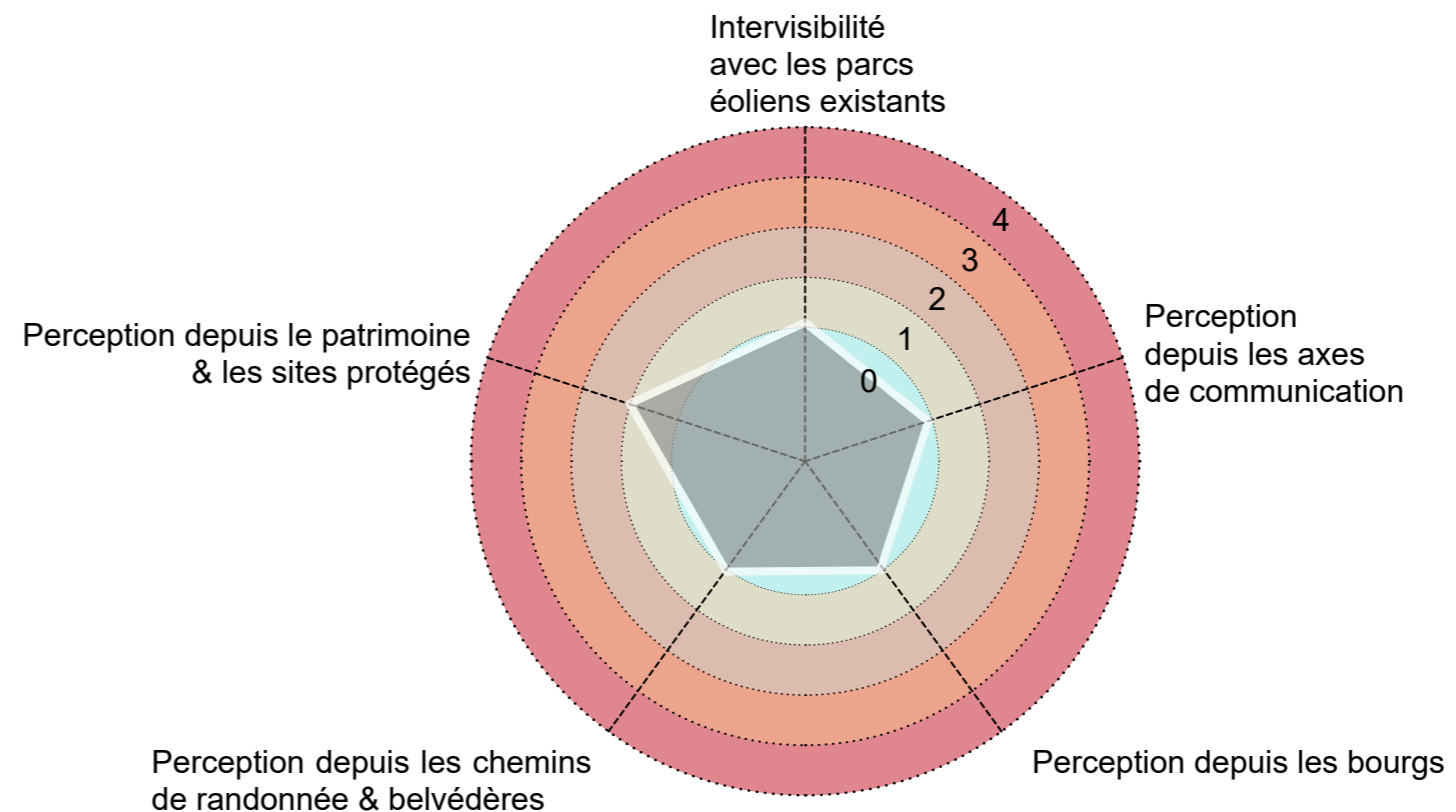 Intervisibilité
avec les parcs
éoliens existants
4
3
2
1
0
Perception
depuis les axes
de communication
Perception depuis le patrimoine
& les sites protégés
Perception depuis les chemins
de randonnée & belvédères
Perception depuis les bourgs